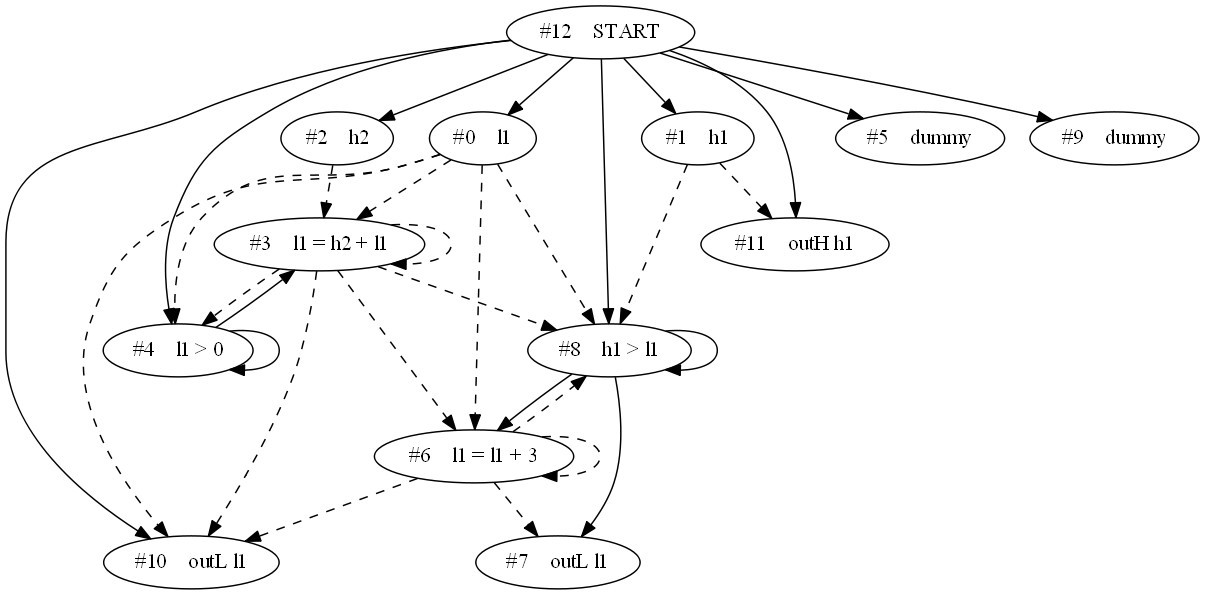 #12 START
#2 h2
#0 l1
#1 h1
#5 dummy
#9 dummy
#3 l1 = h2 + l1
#11 outH h1
#4 l1 > 0
#8 h1 > l1
#6 l1 = l1 + 3
#10 outL l1
#7 outL l1